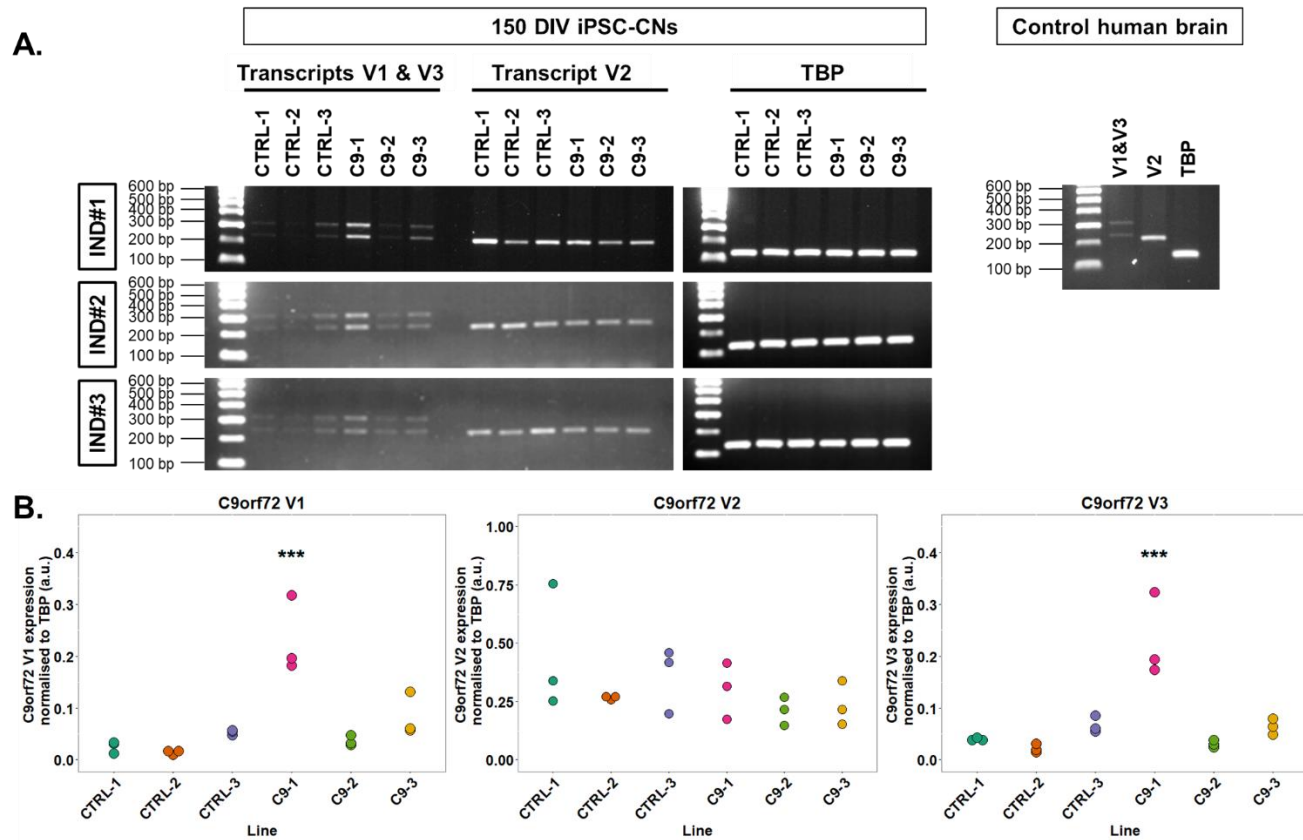 A.
150 DIV iPSC-CNs
Control human brain
Transcripts V1 & V3
Transcript V2
TBP
CTRL-1
CTRL-2
CTRL-3
C9-1
C9-2
C9-3
CTRL-1
CTRL-2
CTRL-3
C9-1
C9-2
C9-3
CTRL-1
CTRL-2
CTRL-3
C9-1
C9-2
C9-3
V1&V3
V2
TBP
IND#1
600 bp
500 bp
400 bp
300 bp
200 bp
100 bp
600 bp
500 bp
400 bp
300 bp
200 bp
100 bp
IND#2
600 bp
500 bp
400 bp
300 bp
200 bp
100 bp
IND#3
600 bp
500 bp
400 bp
300 bp
200 bp
100 bp
B.
C9orf72 V1
C9orf72 V1 expression
normalised to TBP (a.u.)
0.4
0.3
0.2
0.1
0.0
***
CTRL-1
CTRL-2
CTRL-3
C9-1
C9-2
C9-3
Line
C9orf72 V2
C9orf72 V2 expression
normalised to TBP (a.u.)
1.00
0.75
0.50
0.25
0.00
CTRL-1
CTRL-2
CTRL-3
C9-1
C9-2
C9-3
Line
C9orf72 V3
C9orf72 V3 expression
normalised to TBP (a.u.)
0.4
0.3
0.2
0.1
0.0
***
CTRL-1
CTRL-2
CTRL-3
C9-1
C9-2
C9-3
Line